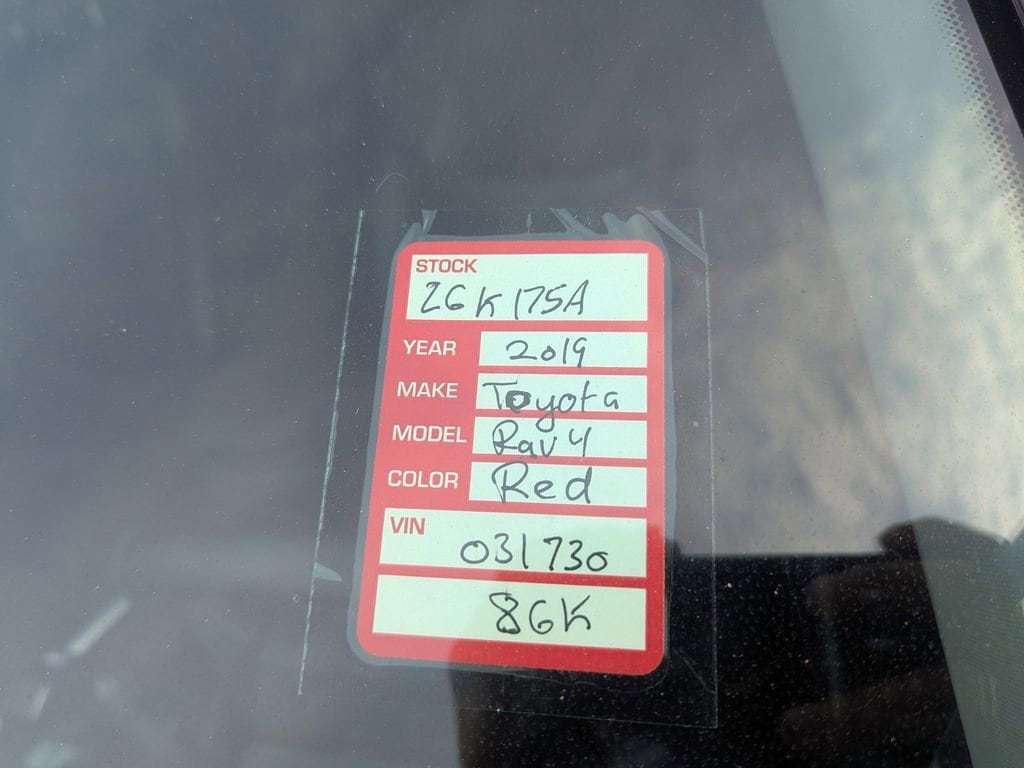 STOCK
26K175A
YEAR 2019
MAKE Toyota
MODEL Rav4
COLOR Red
VIN
031730
86K